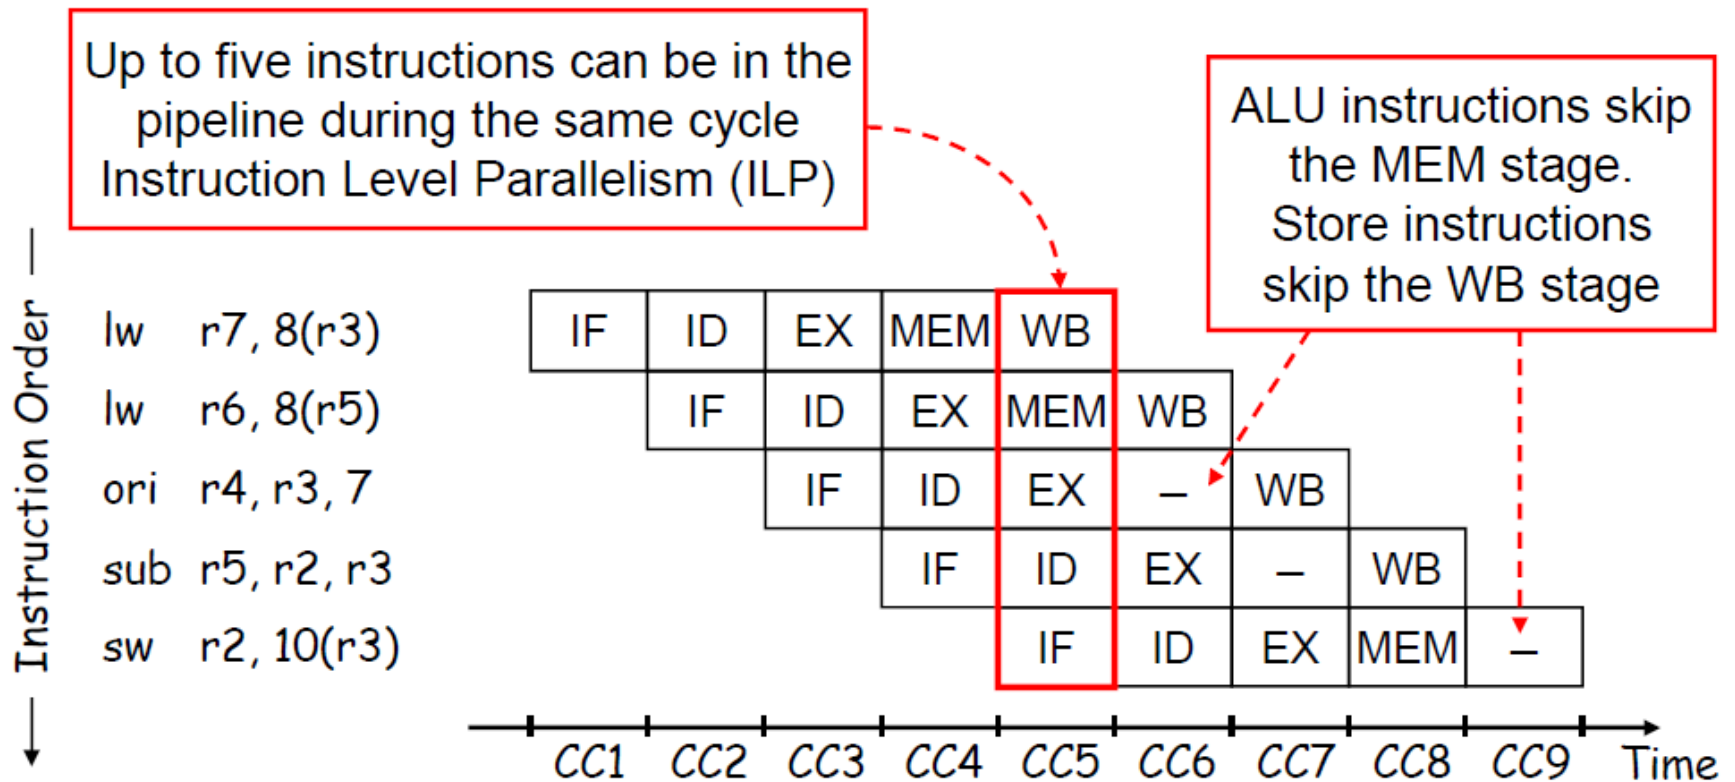 Up to five instructions can be in the
pipeline during the same cycle
Instruction Level Parallelism (ILP)
ALU instructions skip
the MEM stage.
Store instructions
skip the WB stage
Instruction Order
lw r7, 8(r3) IF ID EX MEM WB
lw r6, 8(r5) IF ID EX MEM WB
ori r4, r3, 7 IF ID EX – WB
sub r5, r2, r3 IF ID EX – WB
sw r2, 10(r3) IF ID EX MEM –
CC1 CC2 CC3 CC4 CC5 CC6 CC7 CC8 CC9 Time